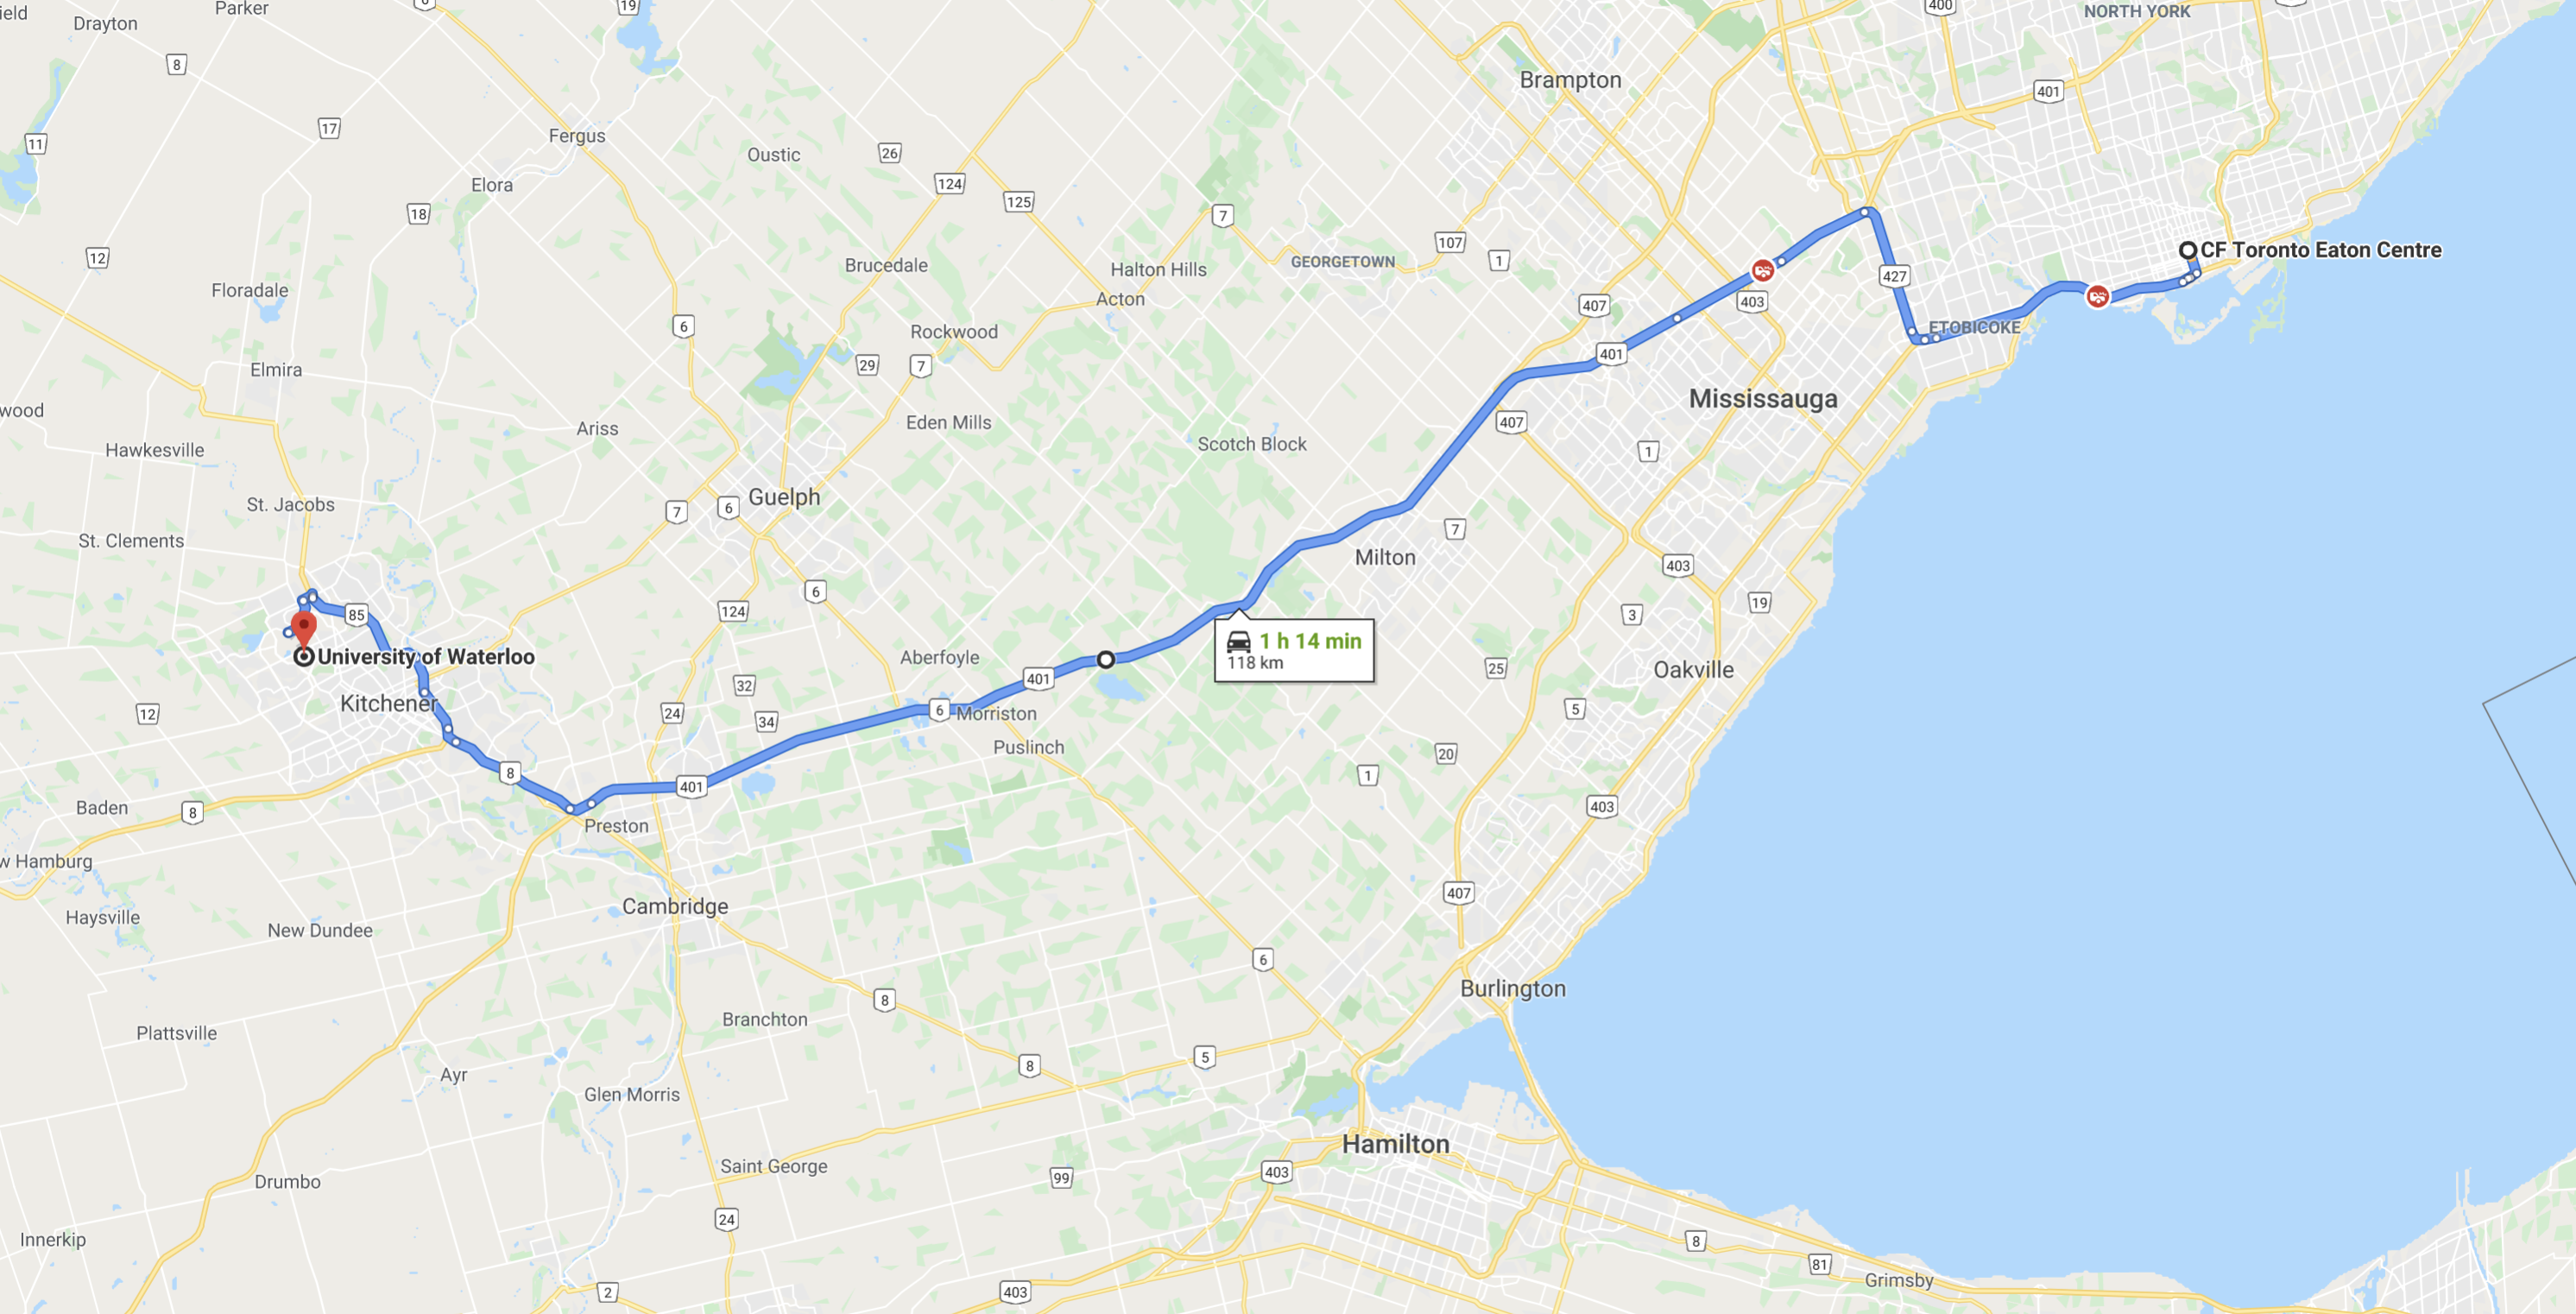 ield
Drayton
Parker
6
19
400
NORTH YORK
8
Brampton
401
11
17
Fergus
Oustic
26
Elora
124
125
18
7
107
1
12
Brucedale
Halton Hills
GEORGETOWN
CF Toronto Eaton Centre
427
Floradale
Acton
407
403
6
Rockwood
ETOBICOKE
401
Elmira
29
7
wood
Eden Mills
Mississauga
407
Ariss
Scotch Block
Hawkesville
1
Guelph
St. Jacobs
7
6
7
St. Clements
Milton
403
6
19
85
124
3
1 h 14 min
118 km
University of Waterloo
Aberfoyle
401
25
Oakville
32
Kitchener
12
24
34
6
Morriston
5
Puslinch
20
8
1
401
Baden
8
Preston
403
w Hamburg
407
Cambridge
Haysville
New Dundee
6
Burlington
8
Plattsville
Branchton
5
8
Ayr
Glen Morris
Hamilton
Saint George
403
99
Drumbo
24
Innerkip
8
81
Grimsby
2
403